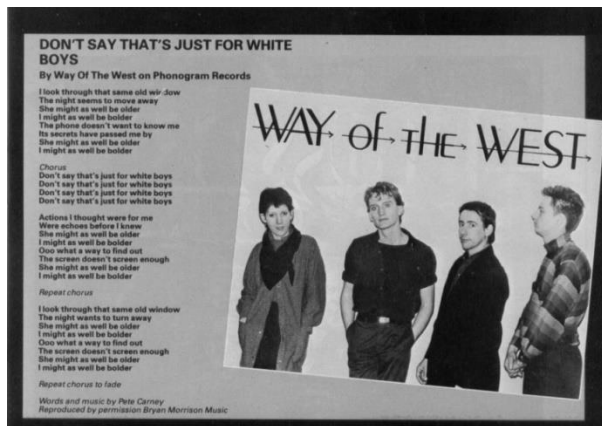 DON'T SAY THAT'S JUST FOR WHITE
BOYS
By Way Of The West on Phonogram Records
I look through that same old window
The night seems to move away
She might as well be older
I might as well be bolder
The phone doesn't want to know me
Its secrets have passed me by
She might as well be older
I might as well be bolder
Chorus
Don't say that's just for white boys
Don't say that's just for white boys
Don't say that's just for white boys
Don't say that's just for white boys
Actions I thought were for me
Were echoes before I knew
She might as well be older
I might as well be bolder
Ooo what a way to find out
The screen doesn't screen enough
She might as well be older
I might as well be bolder
Repeat chorus
I look through that same old window
The night wants to turn away
She might as well be older
I might as well be bolder
Ooo what a way to find out
The screen doesn't screen enough
She might as well be older
I might as well be bolder
Repeat chorus to fade
Words and music by Pete Carney
Reproduced by permission Bryan Morrison Music
WAY of THE WEST